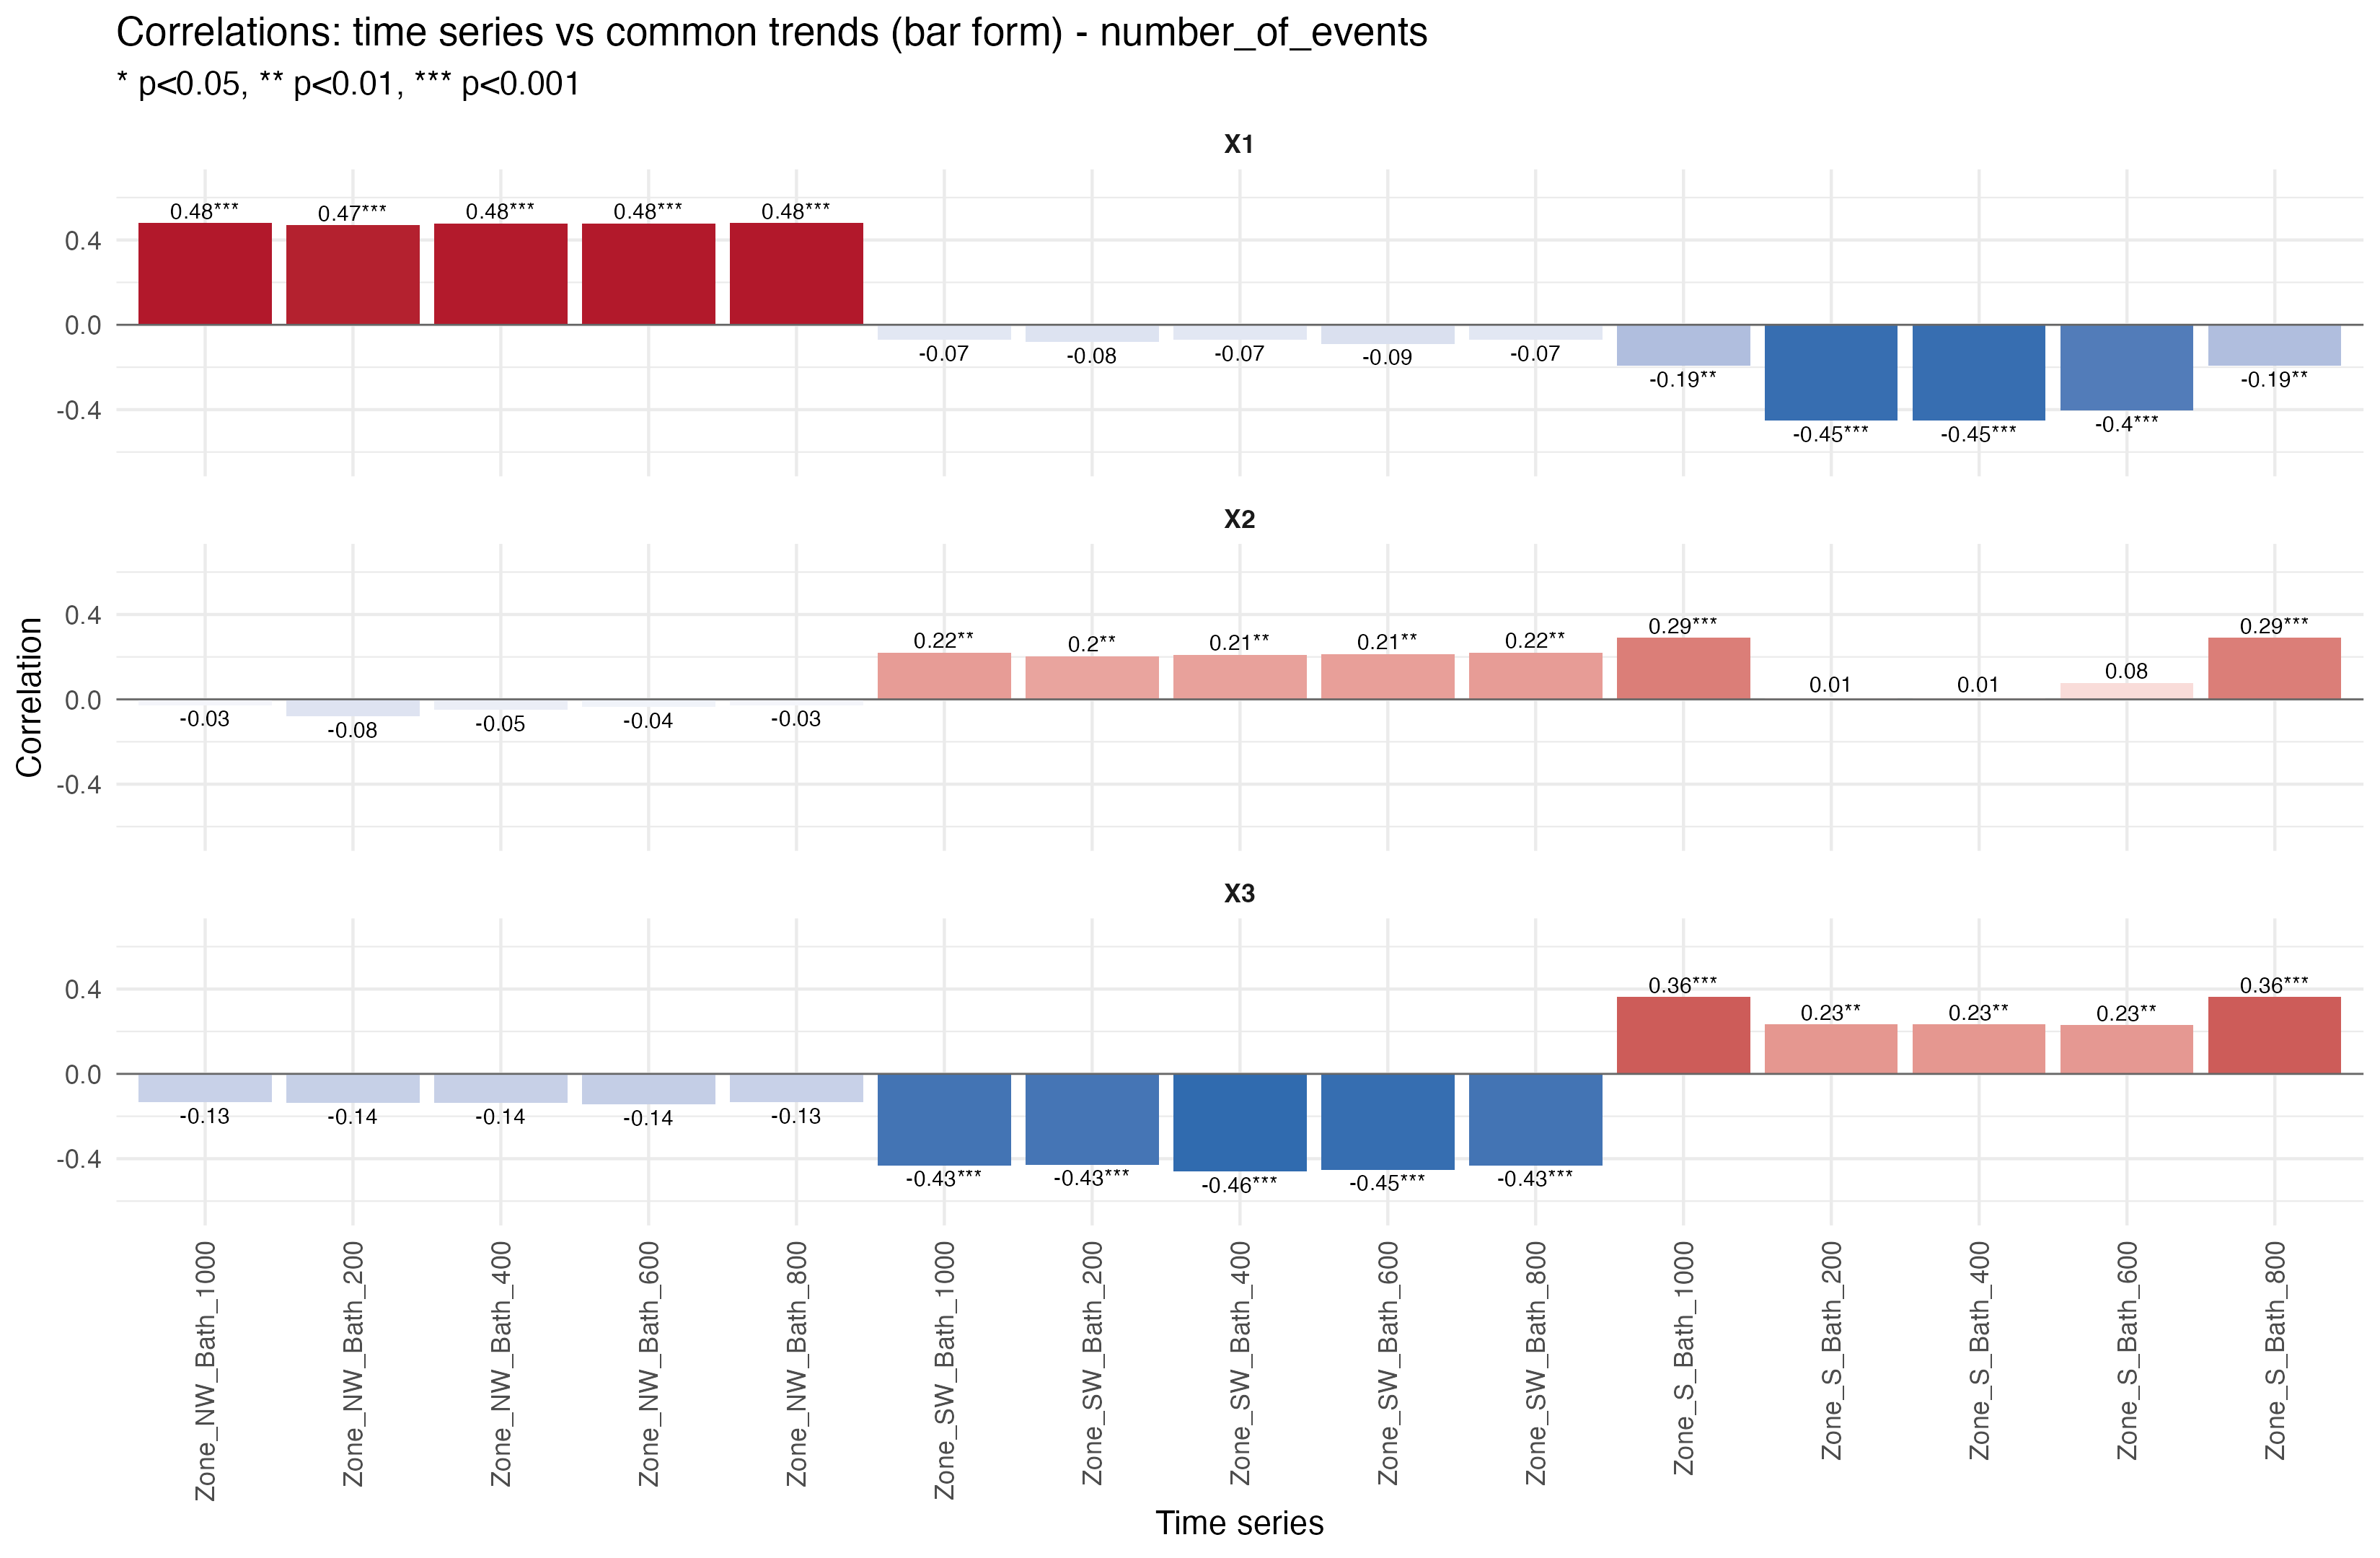 Correlations: time series vs common trends (bar form) - number_of_events
* p<0.05, ** p<0.01, *** p<0.001
X1
0.48*** 0.47*** 0.48*** 0.48*** 0.48***
0.4
0.0
-0.07 -0.08 -0.07 -0.09 -0.07 -0.19** -0.45*** -0.45*** -0.4*** -0.19**
-0.4
X2
0.4
0.22** 0.2** 0.21** 0.21** 0.22** 0.29*** 0.01 0.01 0.08 0.29***
0.0
-0.03 -0.08 -0.05 -0.04 -0.03
-0.4
Correlation
X3
0.36*** 0.23** 0.23** 0.23** 0.36***
0.4
0.0
-0.13 -0.14 -0.14 -0.14 -0.13
-0.4
-0.43*** -0.43*** -0.46*** -0.45*** -0.43***
Zone_NW_Bath_1000
Zone_NW_Bath_200
Zone_NW_Bath_400
Zone_NW_Bath_600
Zone_NW_Bath_800
Zone_SW_Bath_1000
Zone_SW_Bath_200
Zone_SW_Bath_400
Zone_SW_Bath_600
Zone_SW_Bath_800
Zone_S_Bath_1000
Zone_S_Bath_200
Zone_S_Bath_400
Zone_S_Bath_600
Zone_S_Bath_800
Time series